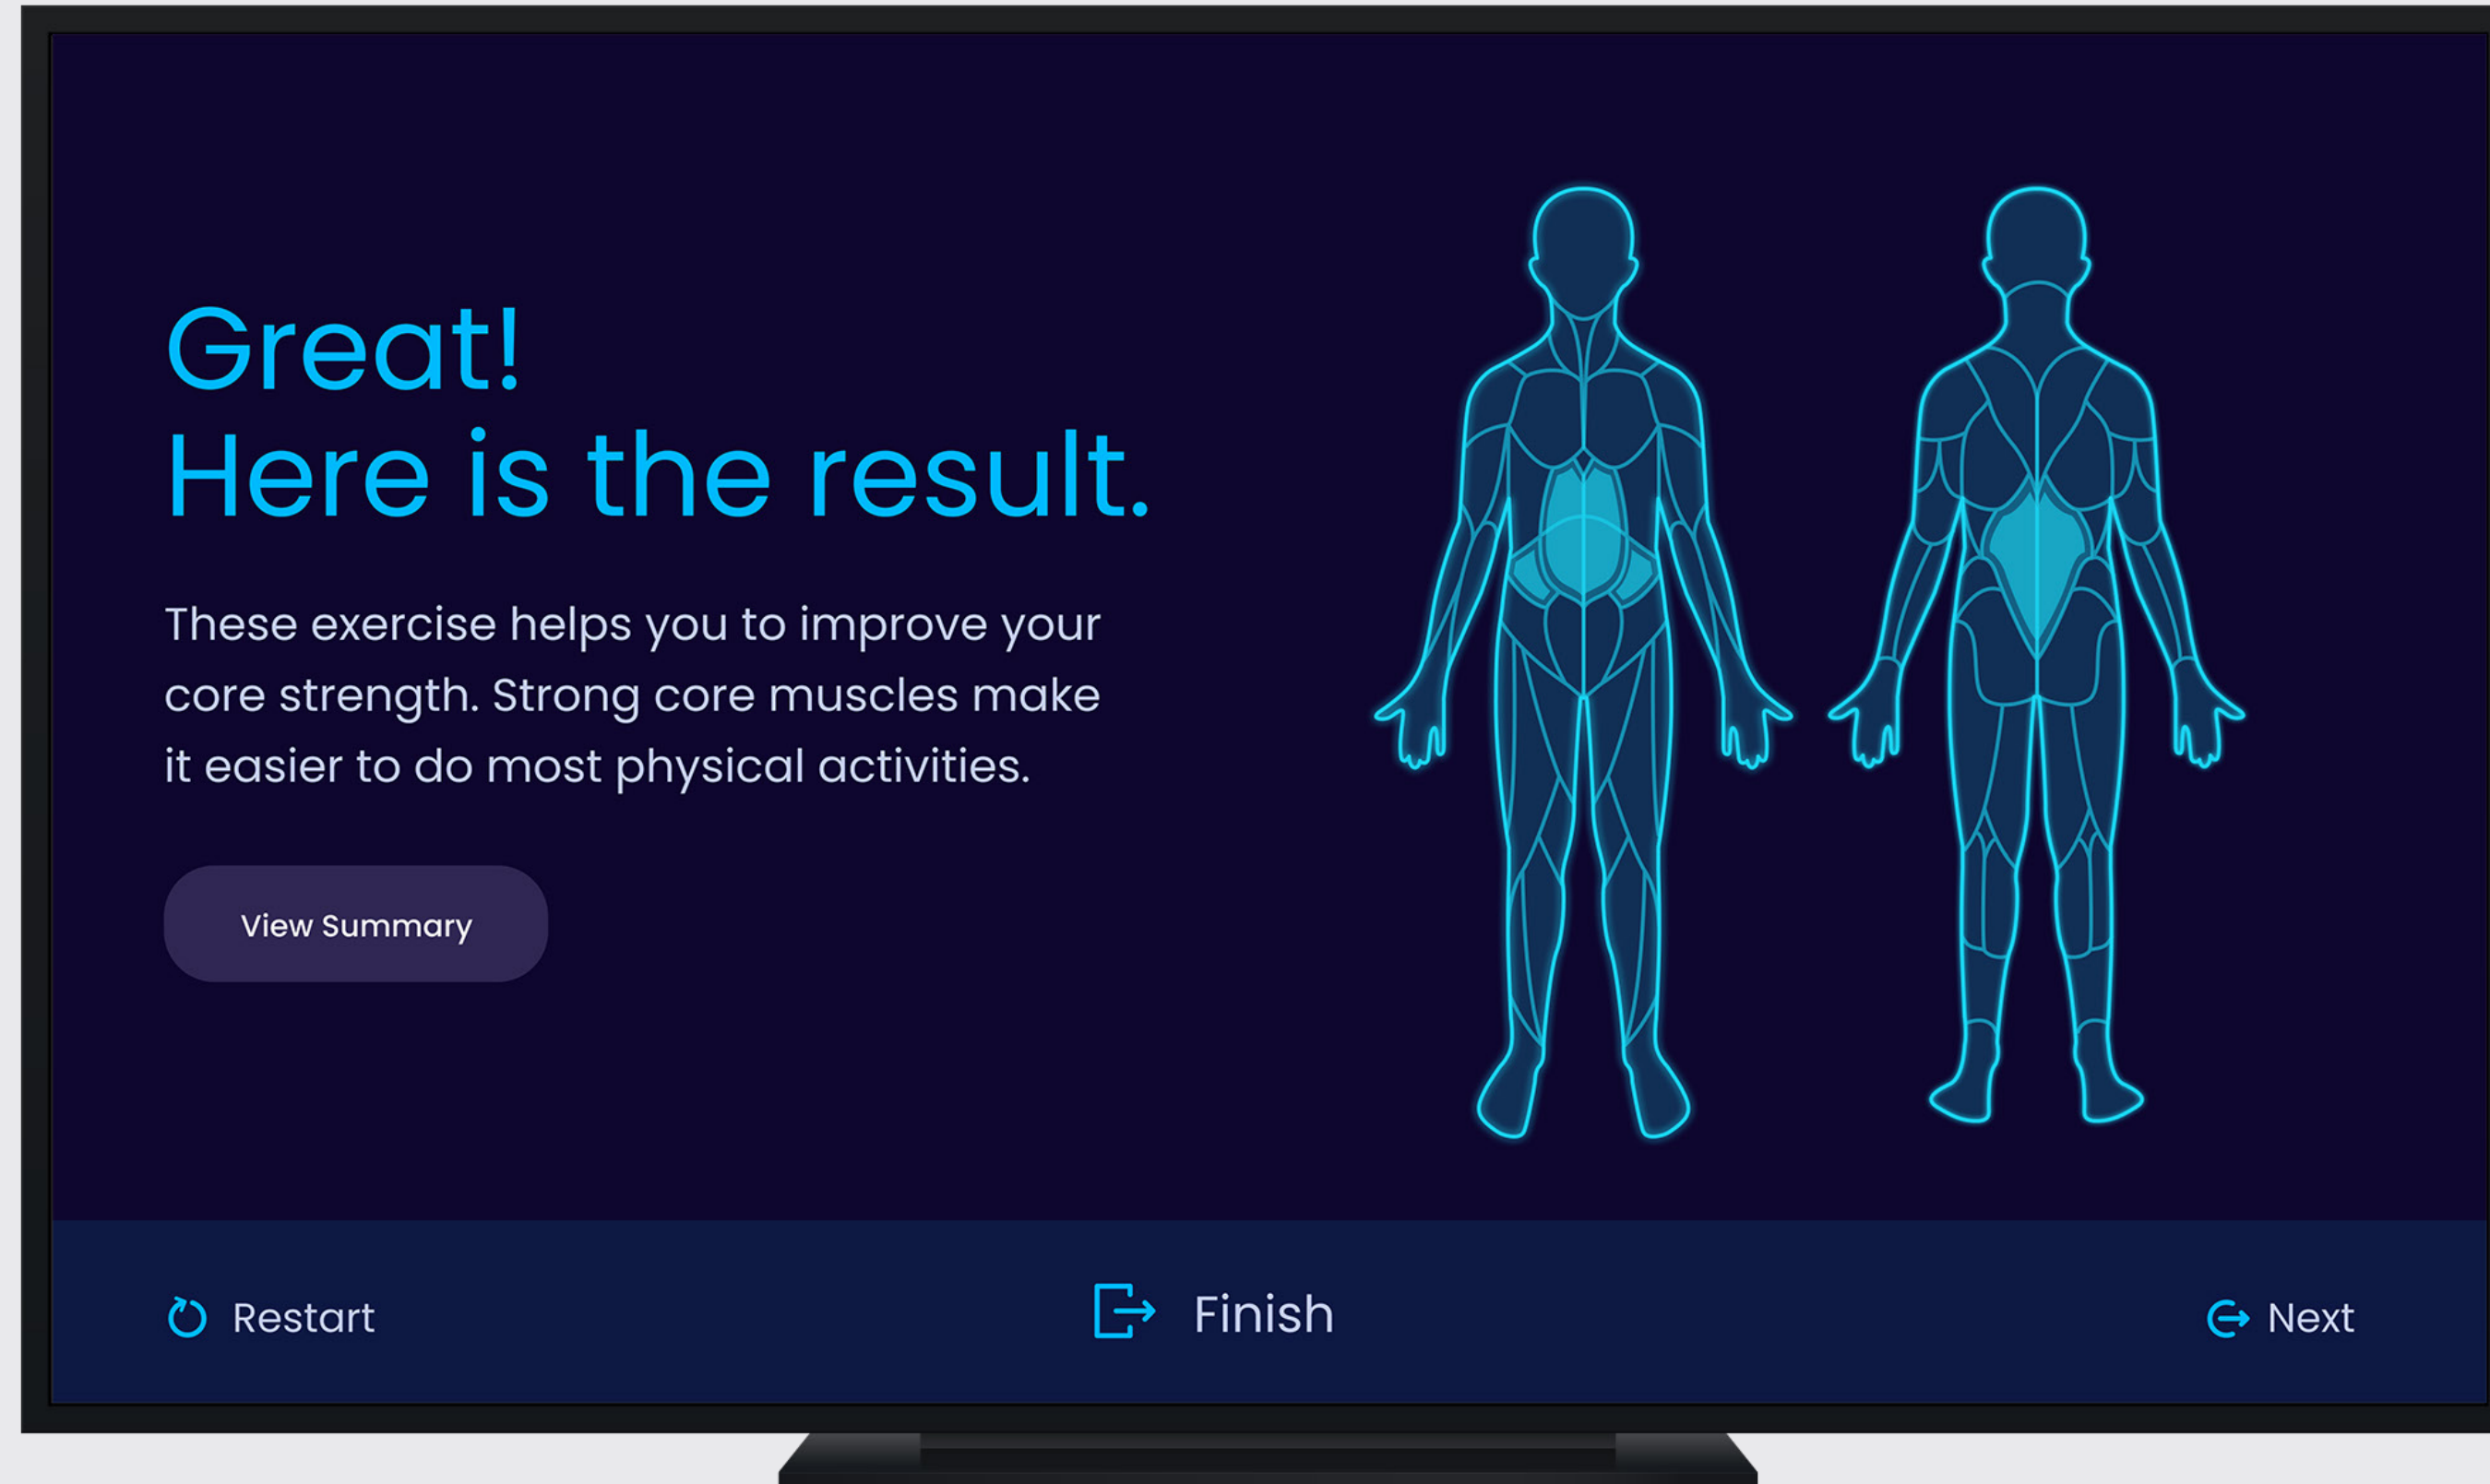 Great!
Here is the result.
These exercise helps you to improve your
core strength. Strong core muscles make
it easier to do most physical activities.
View Summary
Restart
Finish
Next